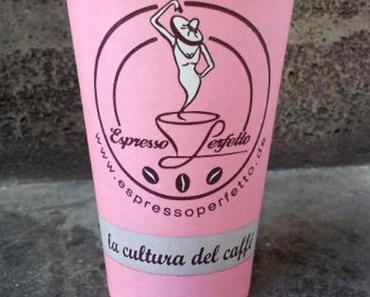 Espresso Perfetto
www.espressoperfetto.de
la cultura del caffè